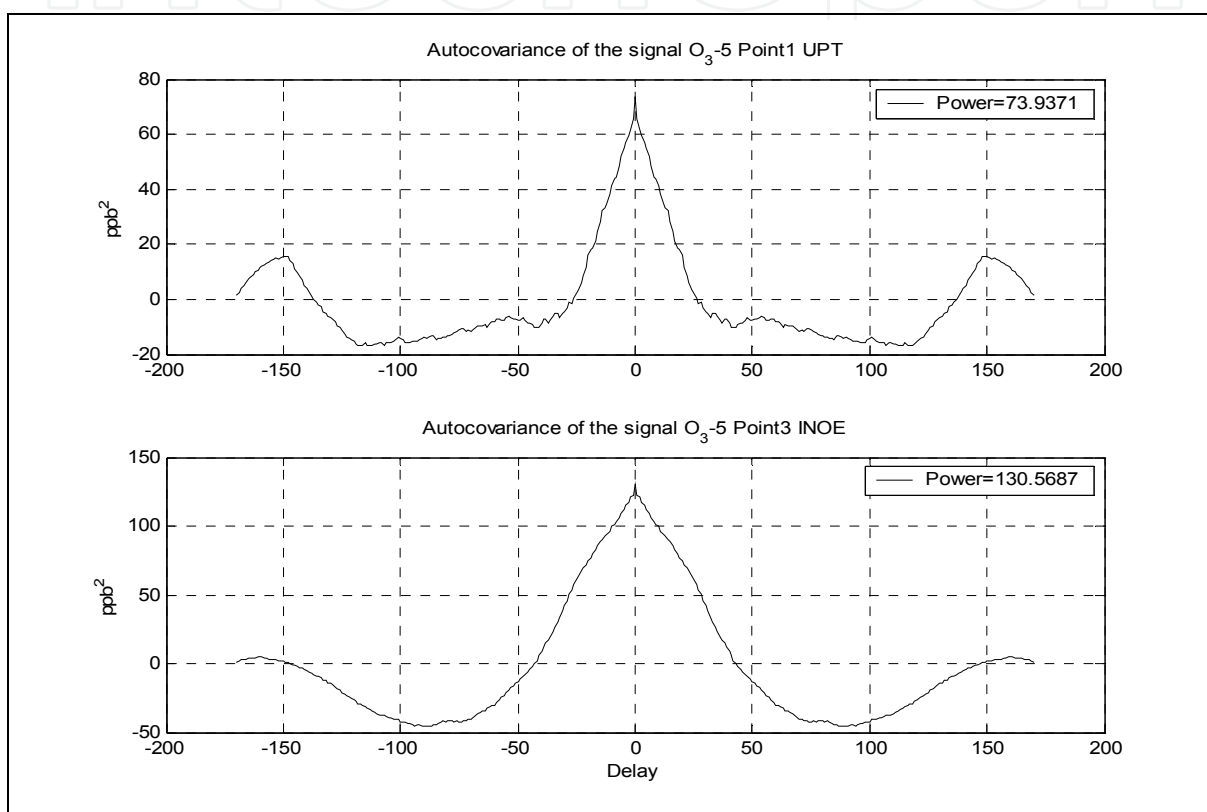 Autocovariance of the signal O3-5 Point1 UPT
Power=73.9371
ppb2
80
60
40
20
0
-20
-200 -150 -100 -50 0 50 100 150 200
Autocovariance of the signal O3-5 Point3 INOE
Power=130.5687
ppb2
150
100
50
0
-50
-200 -150 -100 -50 0 50 100 150 200
Delay